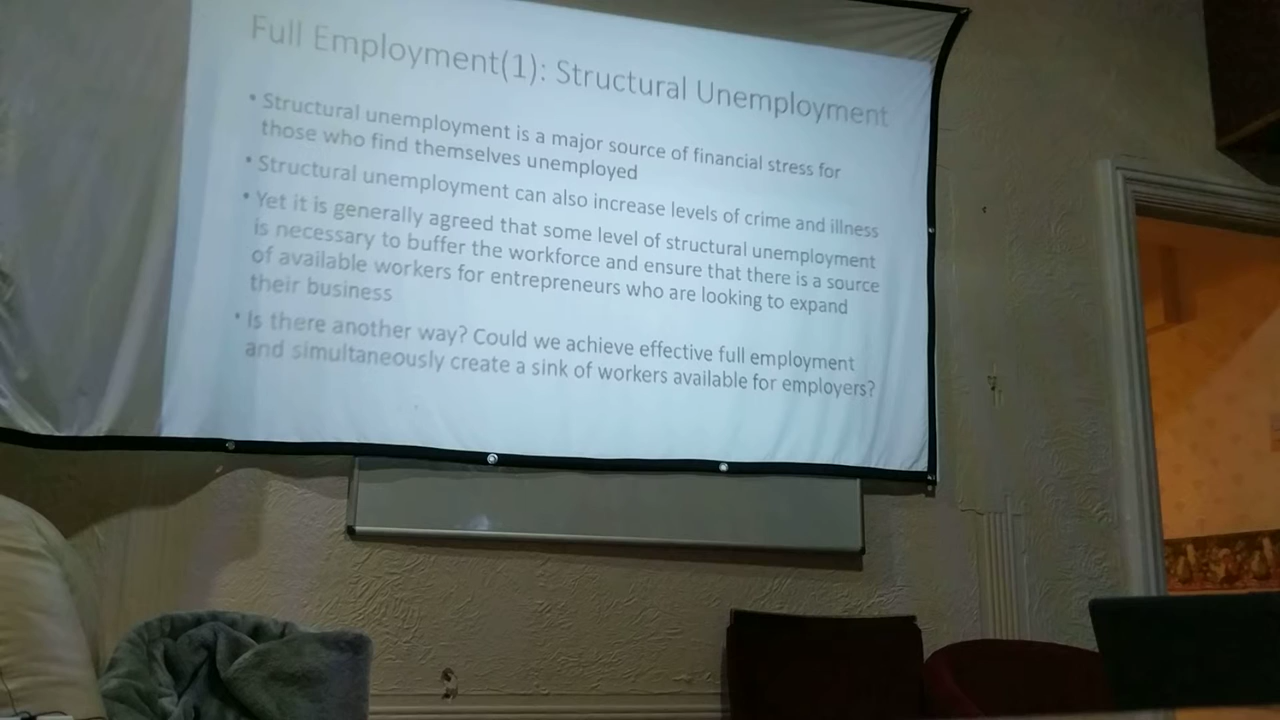 Full Employment(1): Structural Unemployment
• Structural unemployment is a major source of financial stress for
those who find themselves unemployed
• Structural unemployment can also increase levels of crime and illness
• Yet it is generally agreed that some level of structural unemployment
is necessary to buffer the workforce and ensure that there is a source
of available workers for entrepreneurs who are looking to expand
their business
• Is there another way? Could we achieve effective full employment
and simultaneously create a sink of workers available for employers?